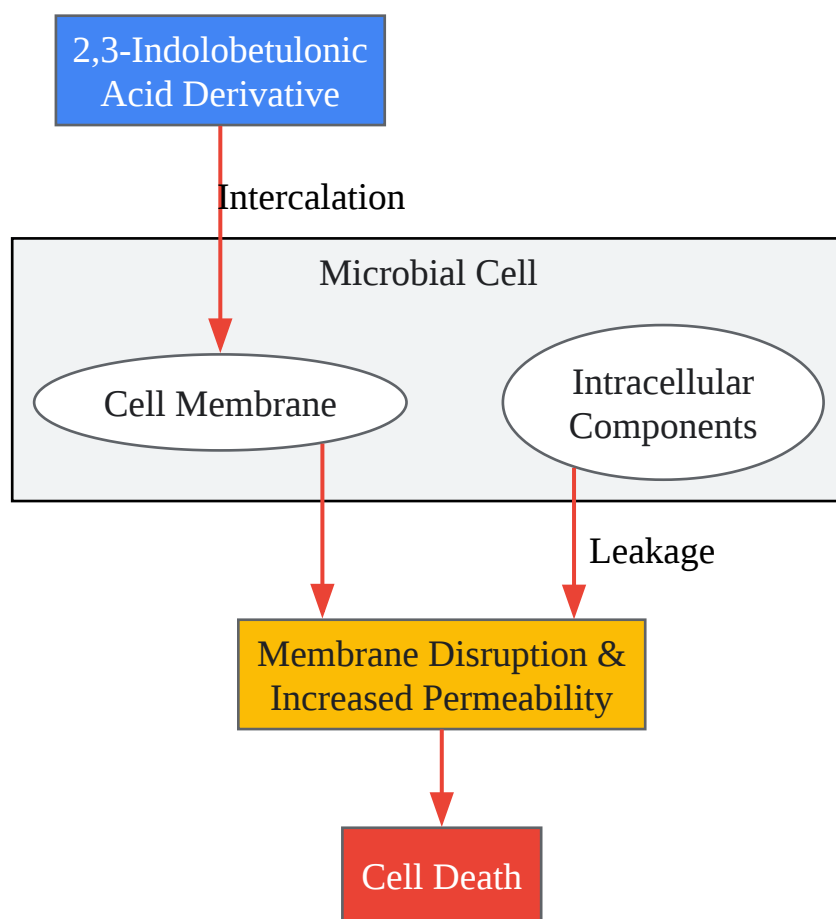 2,3-Indolobetulonic
Acid Derivative
Intercalation
Microbial Cell
Cell Membrane
Intracellular
Components
Leakage
Membrane Disruption &
Increased Permeability
Cell Death